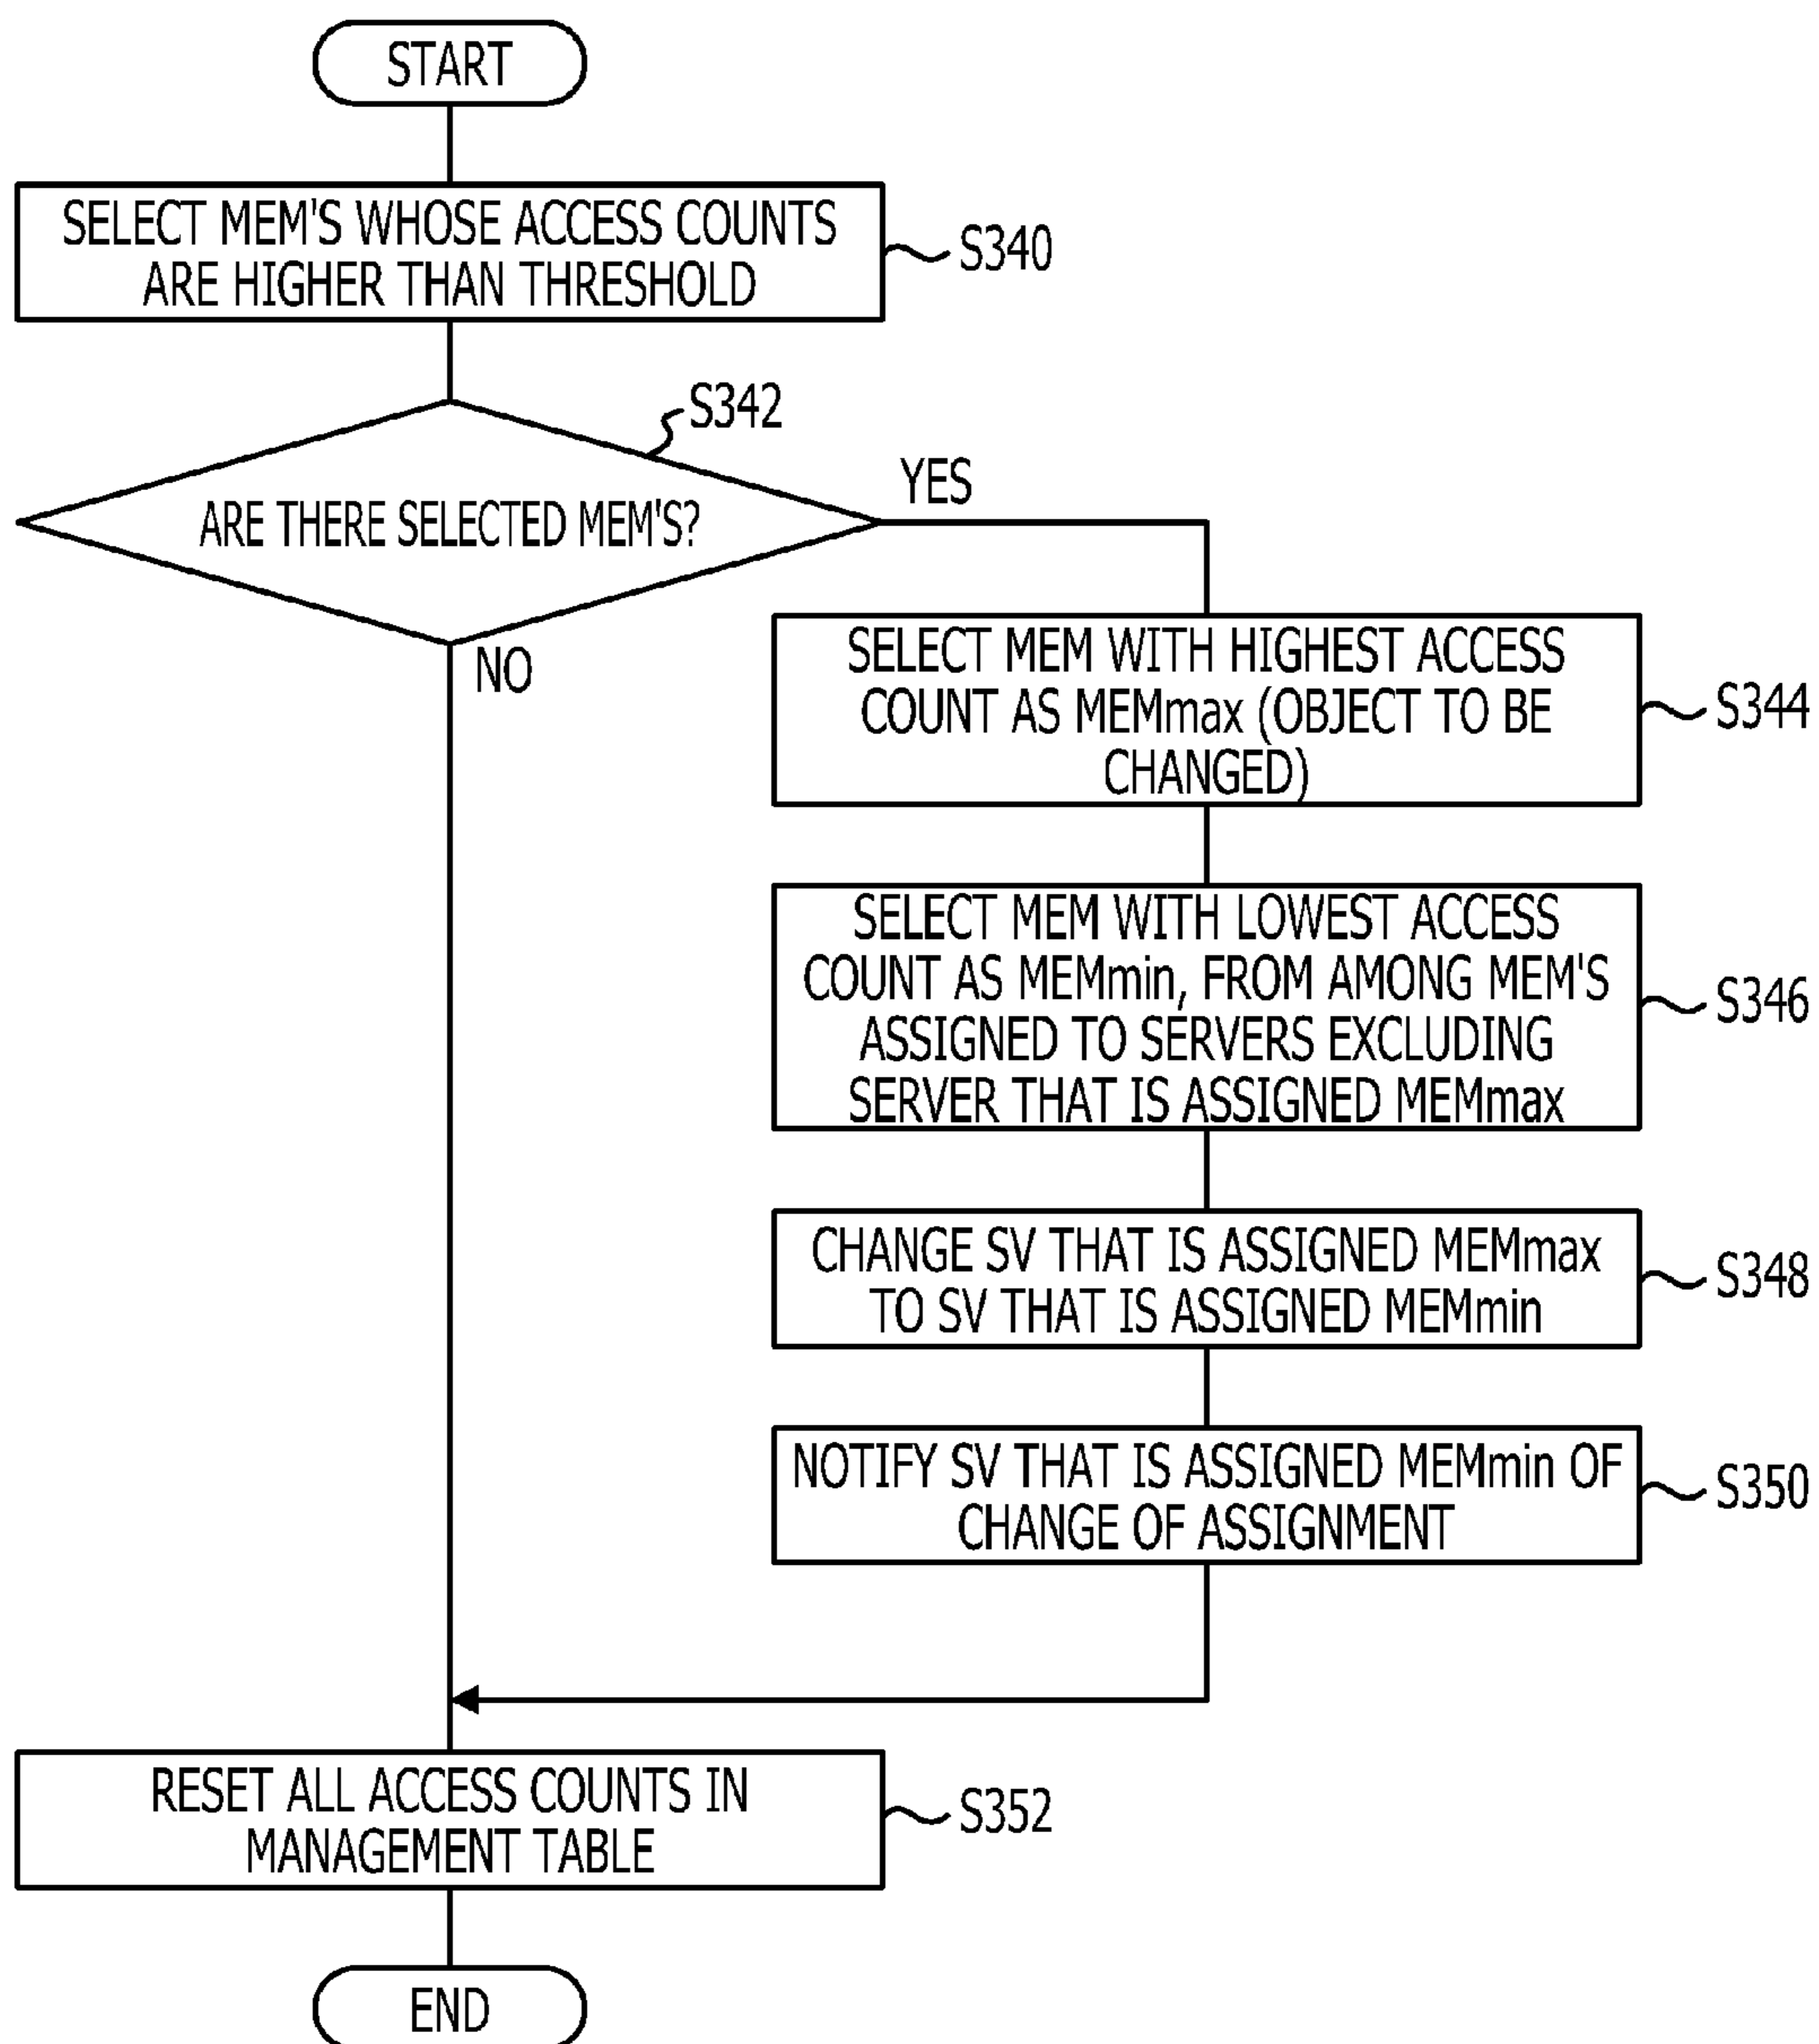 START
SELECT MEM'S WHOSE ACCESS COUNTS
ARE HIGHER THAN THRESHOLD
S340
S342
ARE THERE SELECTED MEM'S?
YES
NO
SELECT MEM WITH HIGHEST ACCESS
COUNT AS MEMmax (OBJECT TO BE
CHANGED)
S344
SELECT MEM WITH LOWEST ACCESS
COUNT AS MEMmin, FROM AMONG MEM'S
ASSIGNED TO SERVERS EXCLUDING
SERVER THAT IS ASSIGNED MEMmax
S346
CHANGE SV THAT IS ASSIGNED MEMmax
TO SV THAT IS ASSIGNED MEMmin
S348
NOTIFY SV THAT IS ASSIGNED MEMmin OF
CHANGE OF ASSIGNMENT
S350
RESET ALL ACCESS COUNTS IN
MANAGEMENT TABLE
S352
END